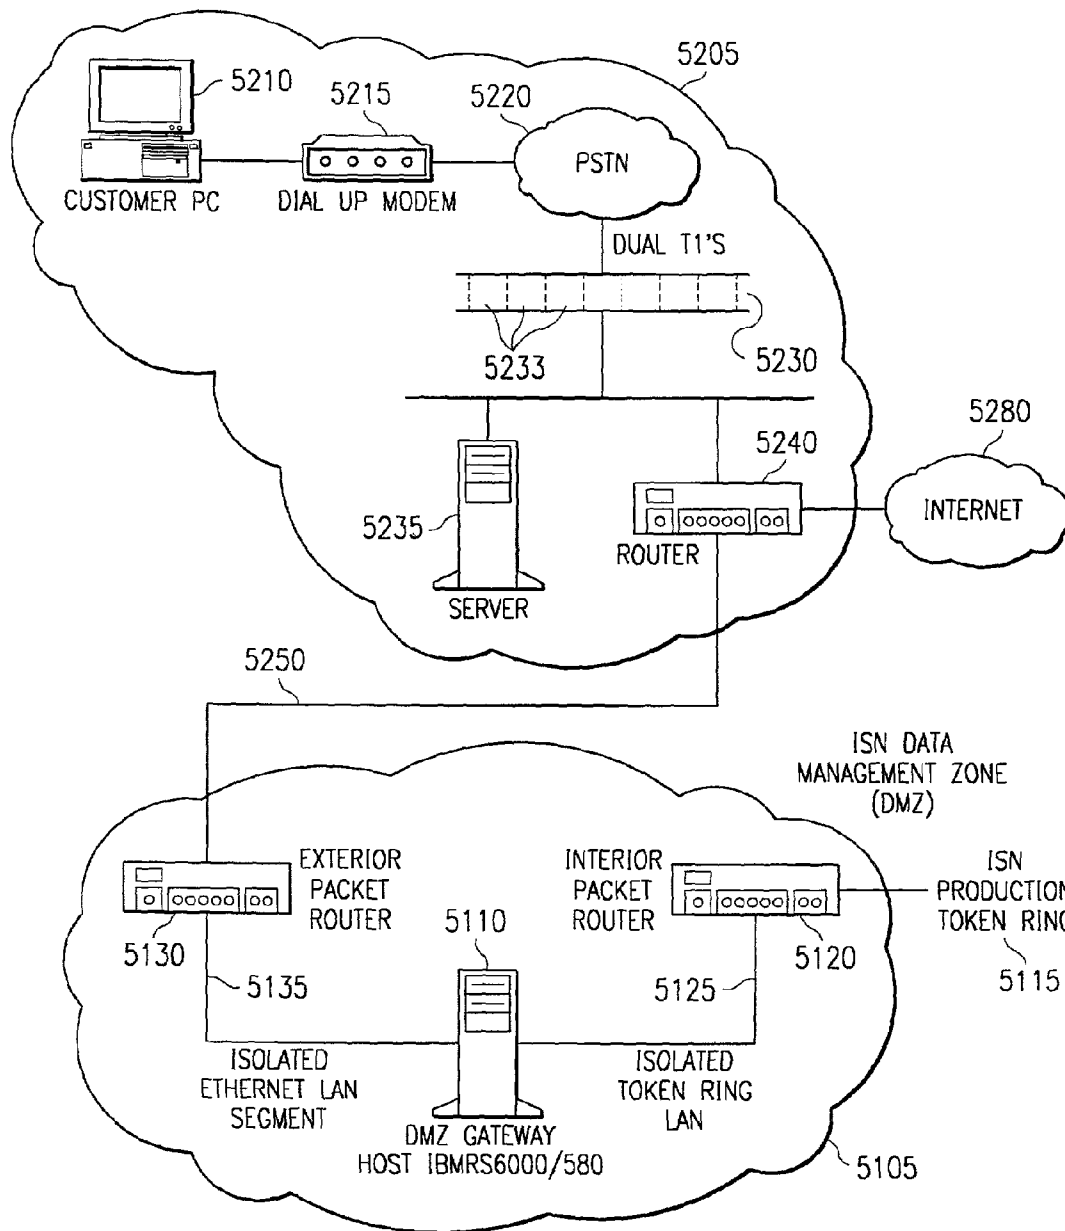 5205
5210
5215
5220
PSTN
CUSTOMER PC
DIAL UP MODEM
DUAL T1'S
5233
5230
5280
5240
INTERNET
5235
ROUTER
SERVER
5250
ISN DATA
MANAGEMENT ZONE
(DMZ)
EXTERIOR
PACKET
ROUTER
INTERIOR
PACKET
ROUTER
ISN
PRODUCTION
TOKEN RING
5115
5130
5110
5120
5135
5125
ISOLATED
ETHERNET LAN
SEGMENT
ISOLATED
TOKEN RING
LAN
DMZ GATEWAY
HOST IBMRS6000/580
5105